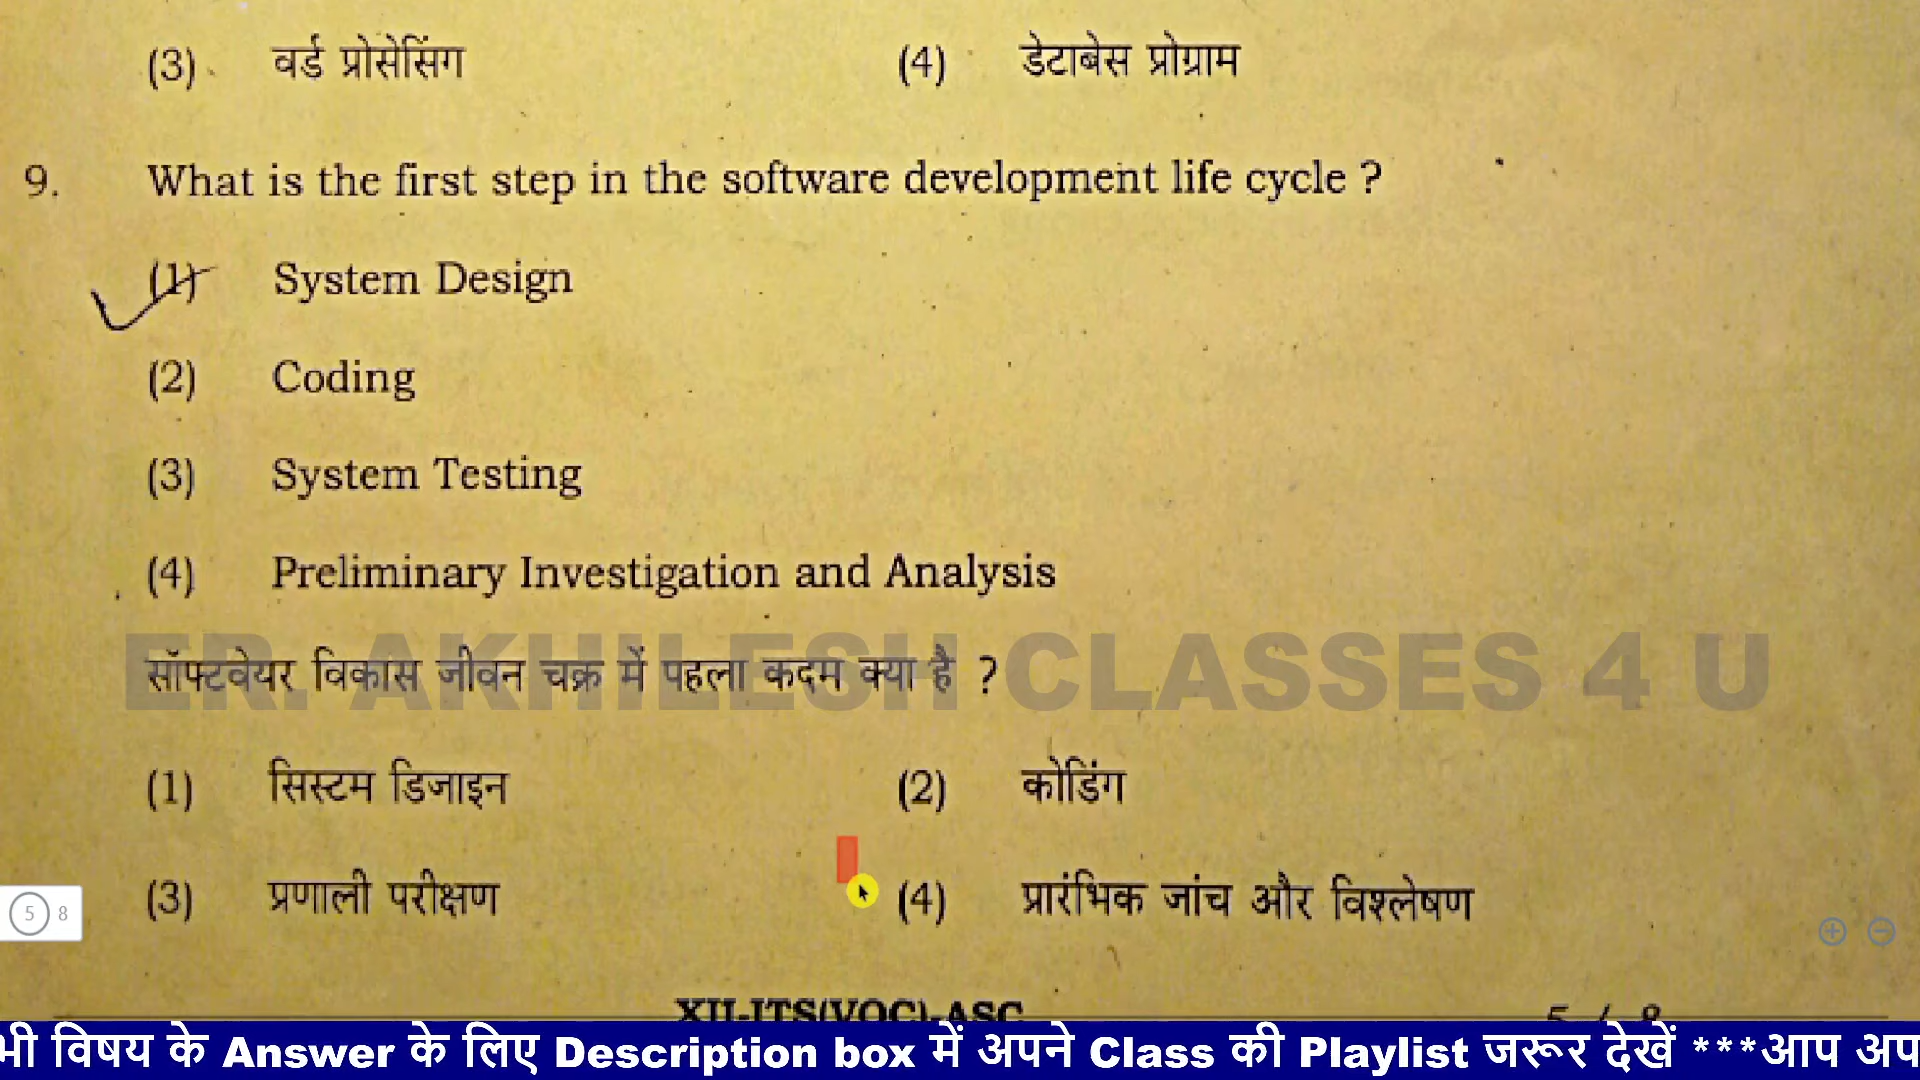 (3) वर्ड प्रोसेसिंग (4) डेटाबेस प्रोग्राम
9. What is the first step in the software development life cycle ?
(1) System Design
(2) Coding
(3) System Testing
(4) Preliminary Investigation and Analysis
ER. AKHILESH CLASSES 4 U
सॉफ्टवेयर विकास जीवन चक्र में पहला कदम क्या है ?
(1) सिस्टम डिजाइन (2) कोडिंग
(3) प्रणाली परीक्षण (4) प्रारंभिक जांच और विश्लेषण
5 8
XII-ITS(VOC)-ASC 5 / 8
भी विषय के Answer के लिए Description box में अपने Class की Playlist जरूर देखें ***आप अप